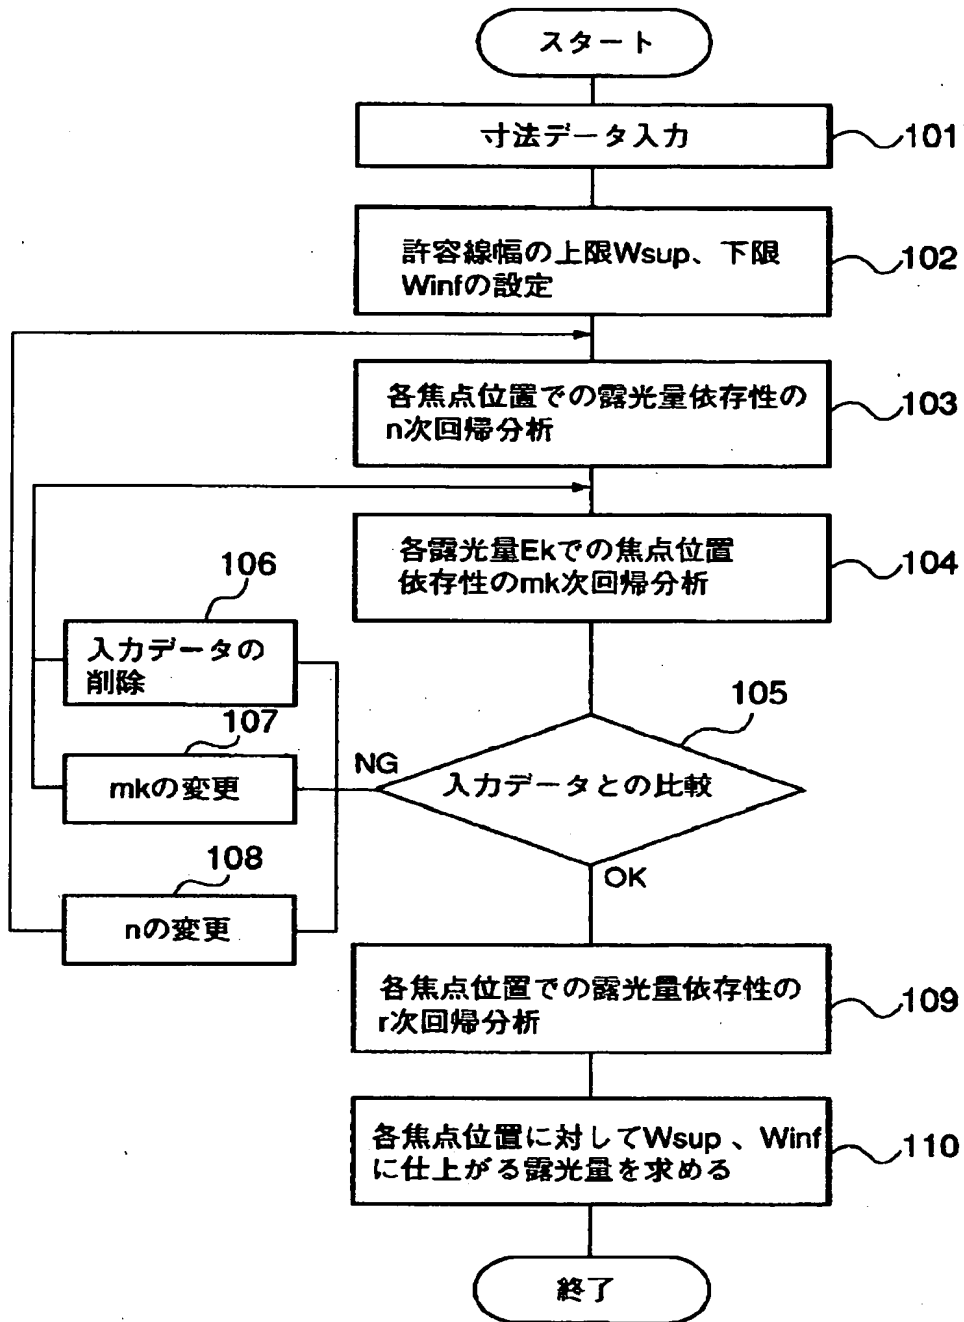 スタート
寸法データ入力
101
許容線幅の上限Wsup、下限
Winfの設定
102
各焦点位置での露光量依存性の
n次回帰分析
103
各露光量Ekでの焦点位置
依存性のmk次回帰分析
104
106
入力データの
削除
107
mkの変更
108
nの変更
105
NG
入力データとの比較
OK
各焦点位置での露光量依存性の
r次回帰分析
109
各焦点位置に対してWsup 、Winf
に仕上がる露光量を求める
110
終了